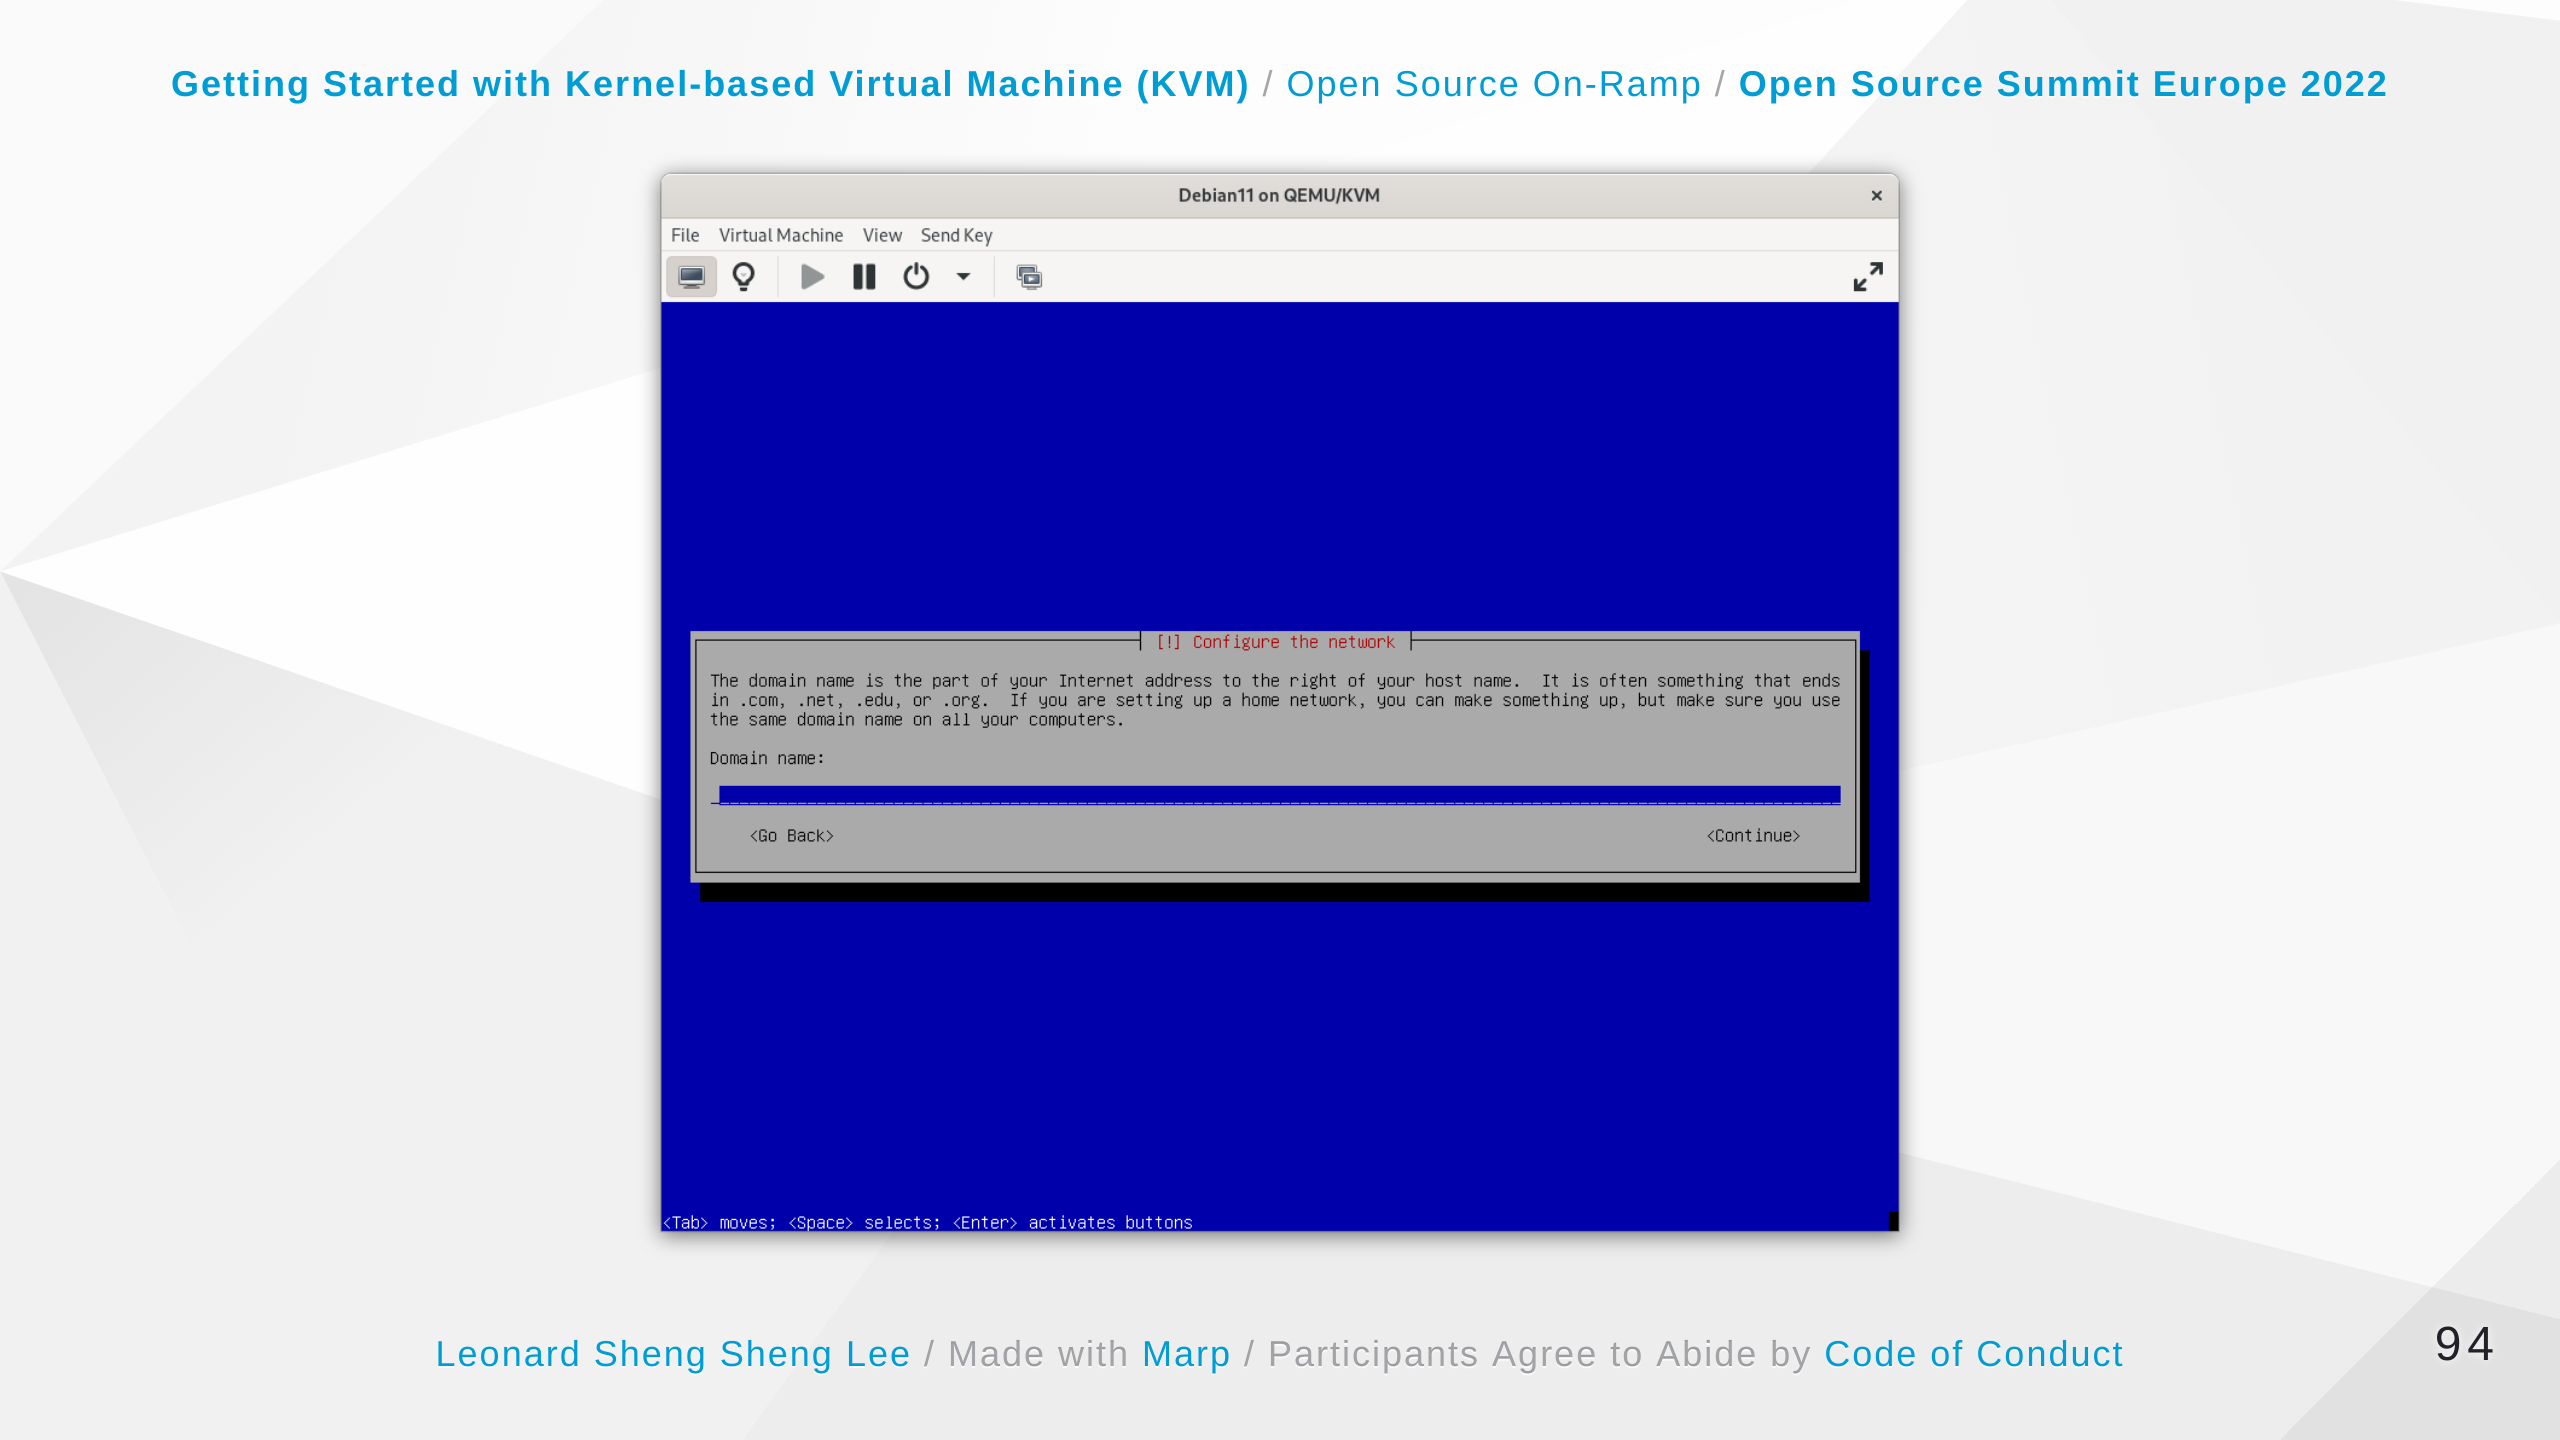 Getting Started with Kernel-based Virtual Machine (KVM) / Open Source On-Ramp / Open Source Summit Europe 2022
Debian11 on QEMU/KVM
File Virtual Machine View Send Key
[!] Configure the network
The domain name is the part of your Internet address to the right of your host name.  It is often something that ends
in .com, .net, .edu, or .org.  If you are setting up a home network, you can make something up, but make sure you use
the same domain name on all your computers.
Domain name:
<Go Back> <Continue>
<Tab> moves; <Space> selects; <Enter> activates buttons
Leonard Sheng Sheng Lee / Made with Marp / Participants Agree to Abide by Code of Conduct
94